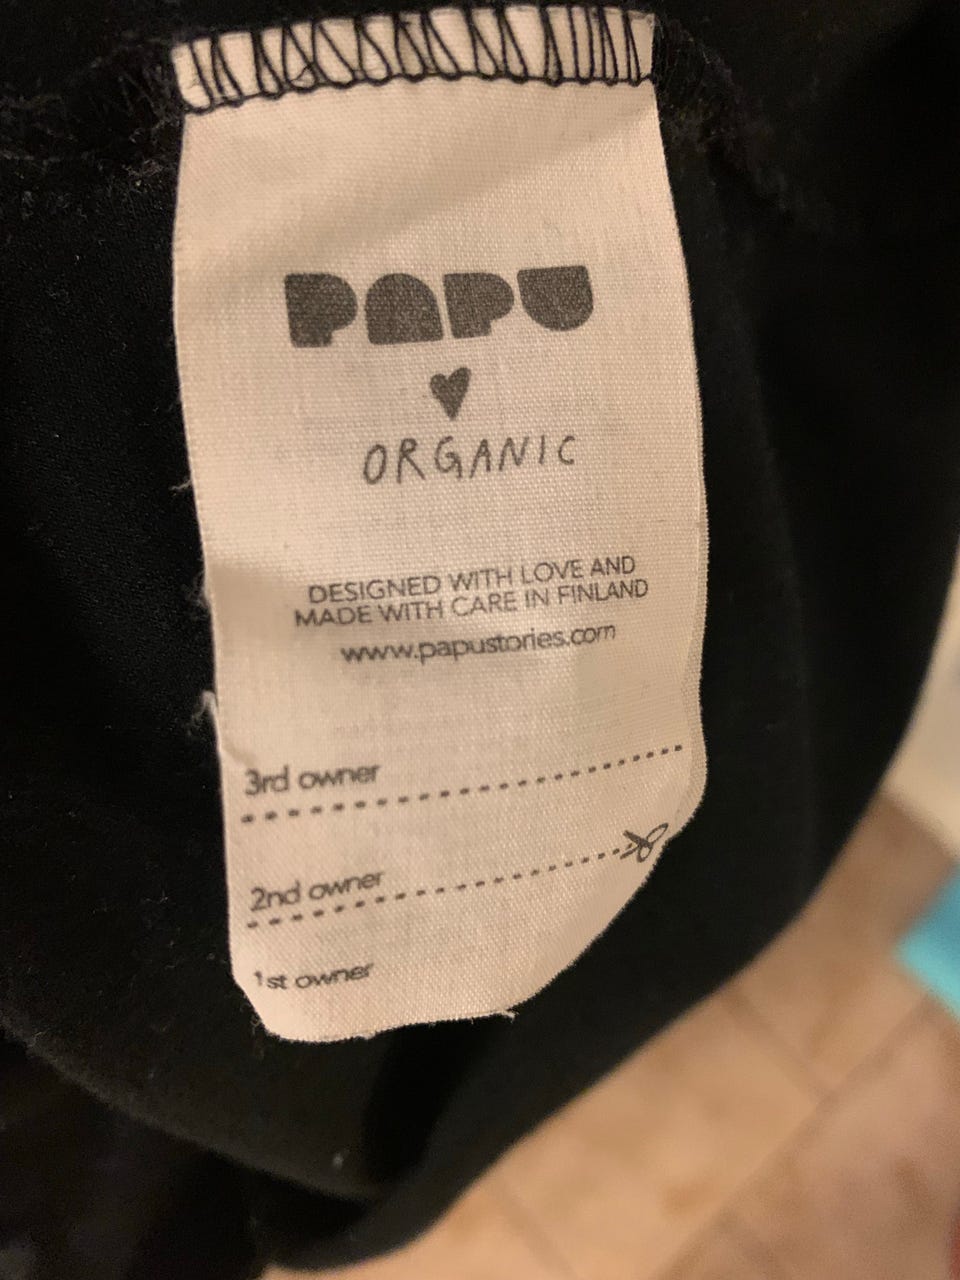 PAPU
ORGANIC
DESIGNED WITH LOVE AND
MADE WITH CARE IN FINLAND
www.papustories.com
3rd owner
2nd owner
1st owner